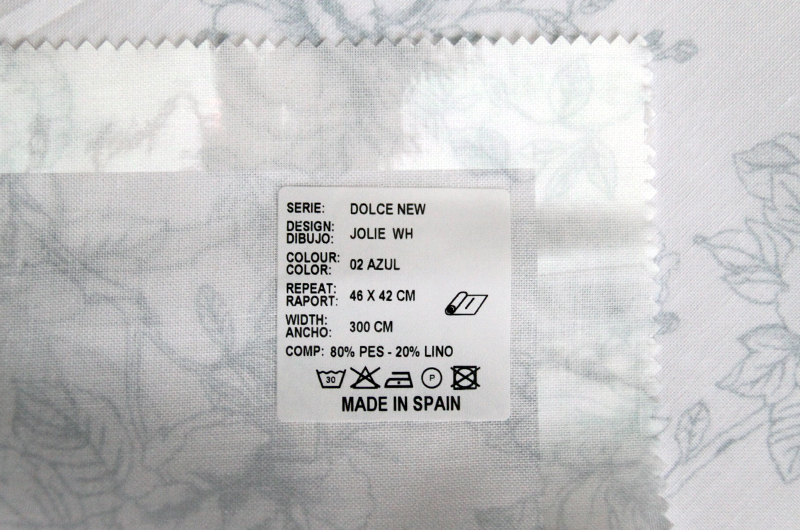 SERIE: DOLCE NEW
DESIGN:
DIBUJO: JOLIE WH
COLOUR:
COLOR: 02 AZUL
REPEAT:
RAPORT: 46 X 42 CM
WIDTH:
ANCHO: 300 CM
COMP: 80% PES - 20% LINO
30 P
MADE IN SPAIN